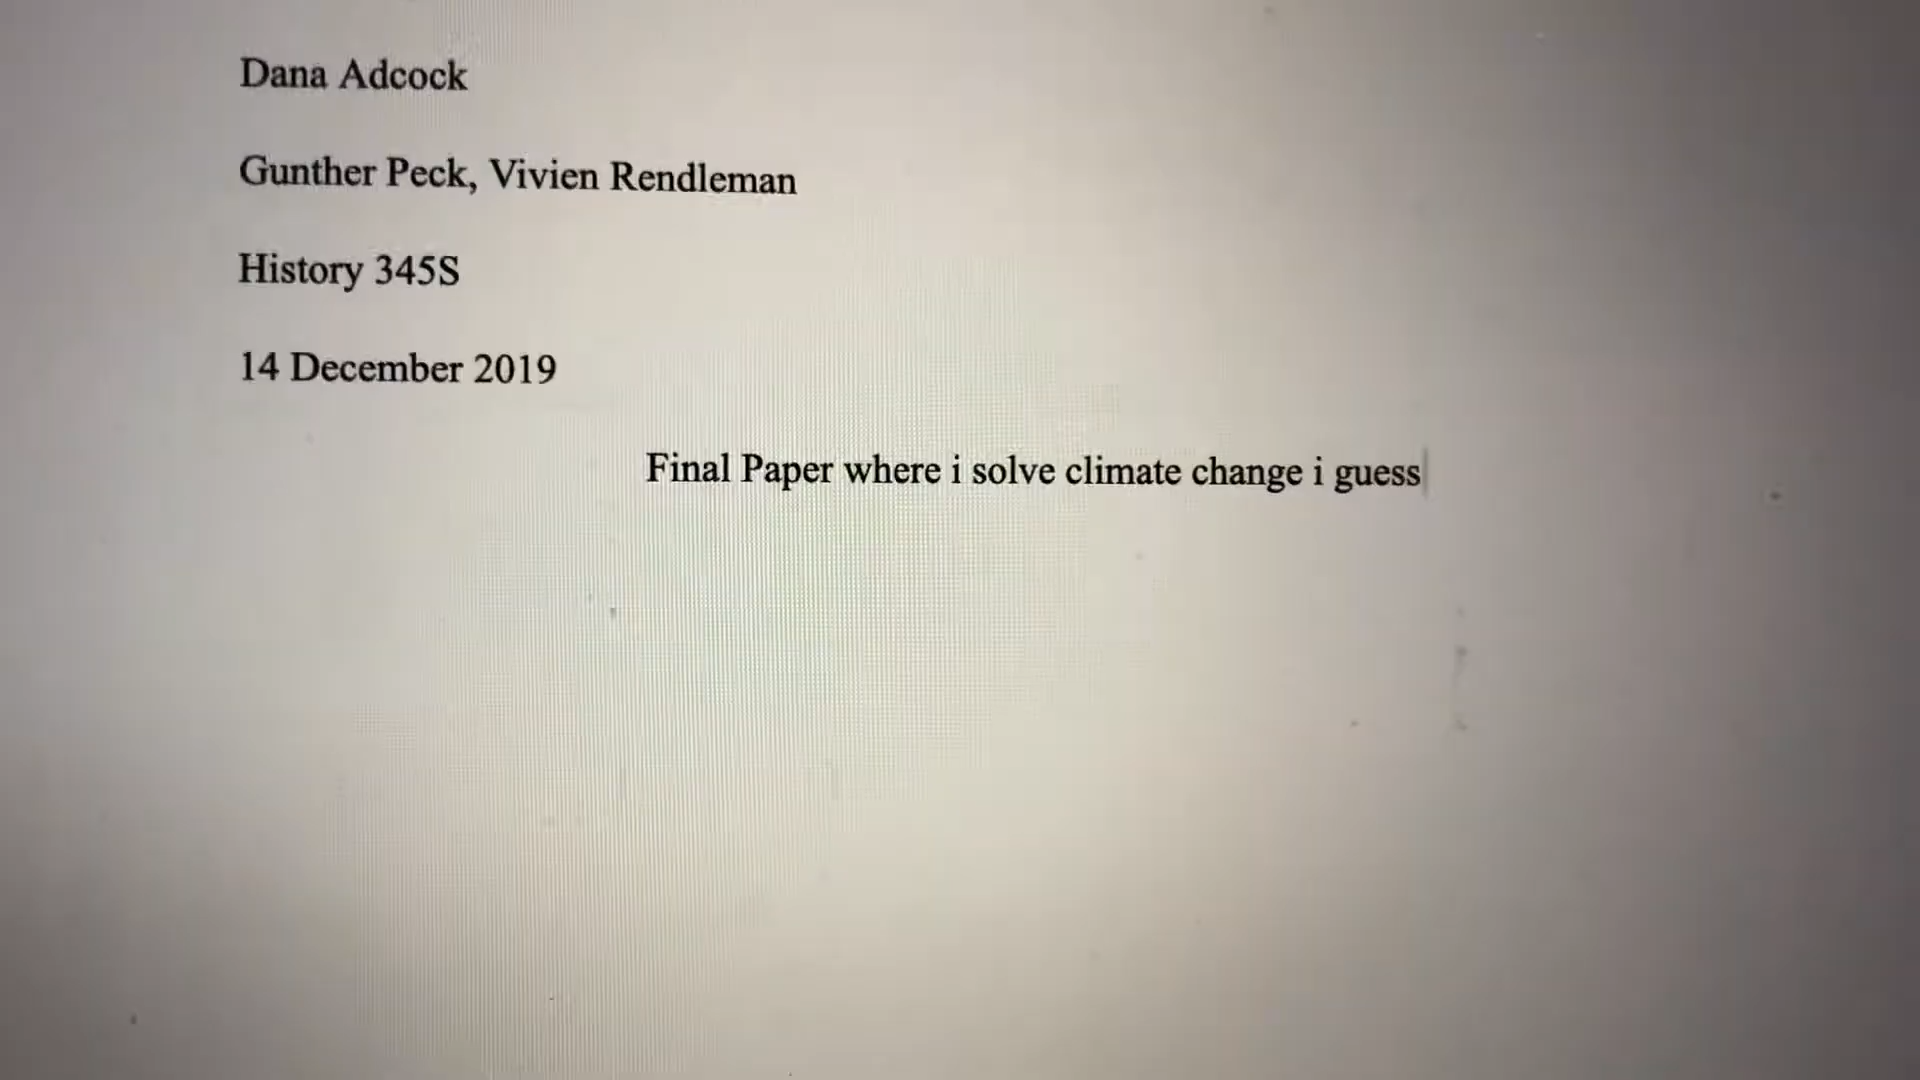 Dana Adcock
Gunther Peck, Vivien Rendleman
History 345S
14 December 2019
Final Paper where i solve climate change i guess